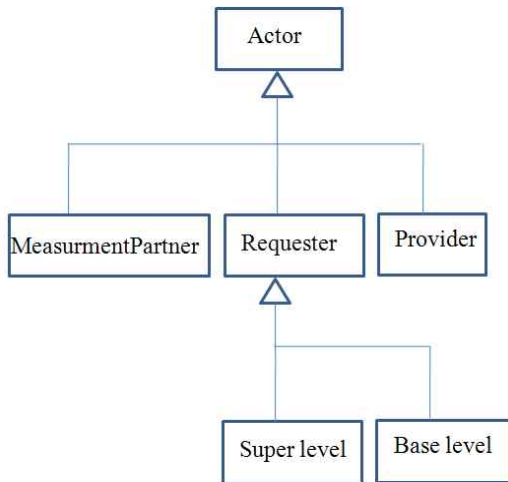 Actor
MeasurmentPartner
Requester
Provider
Super level
Base level